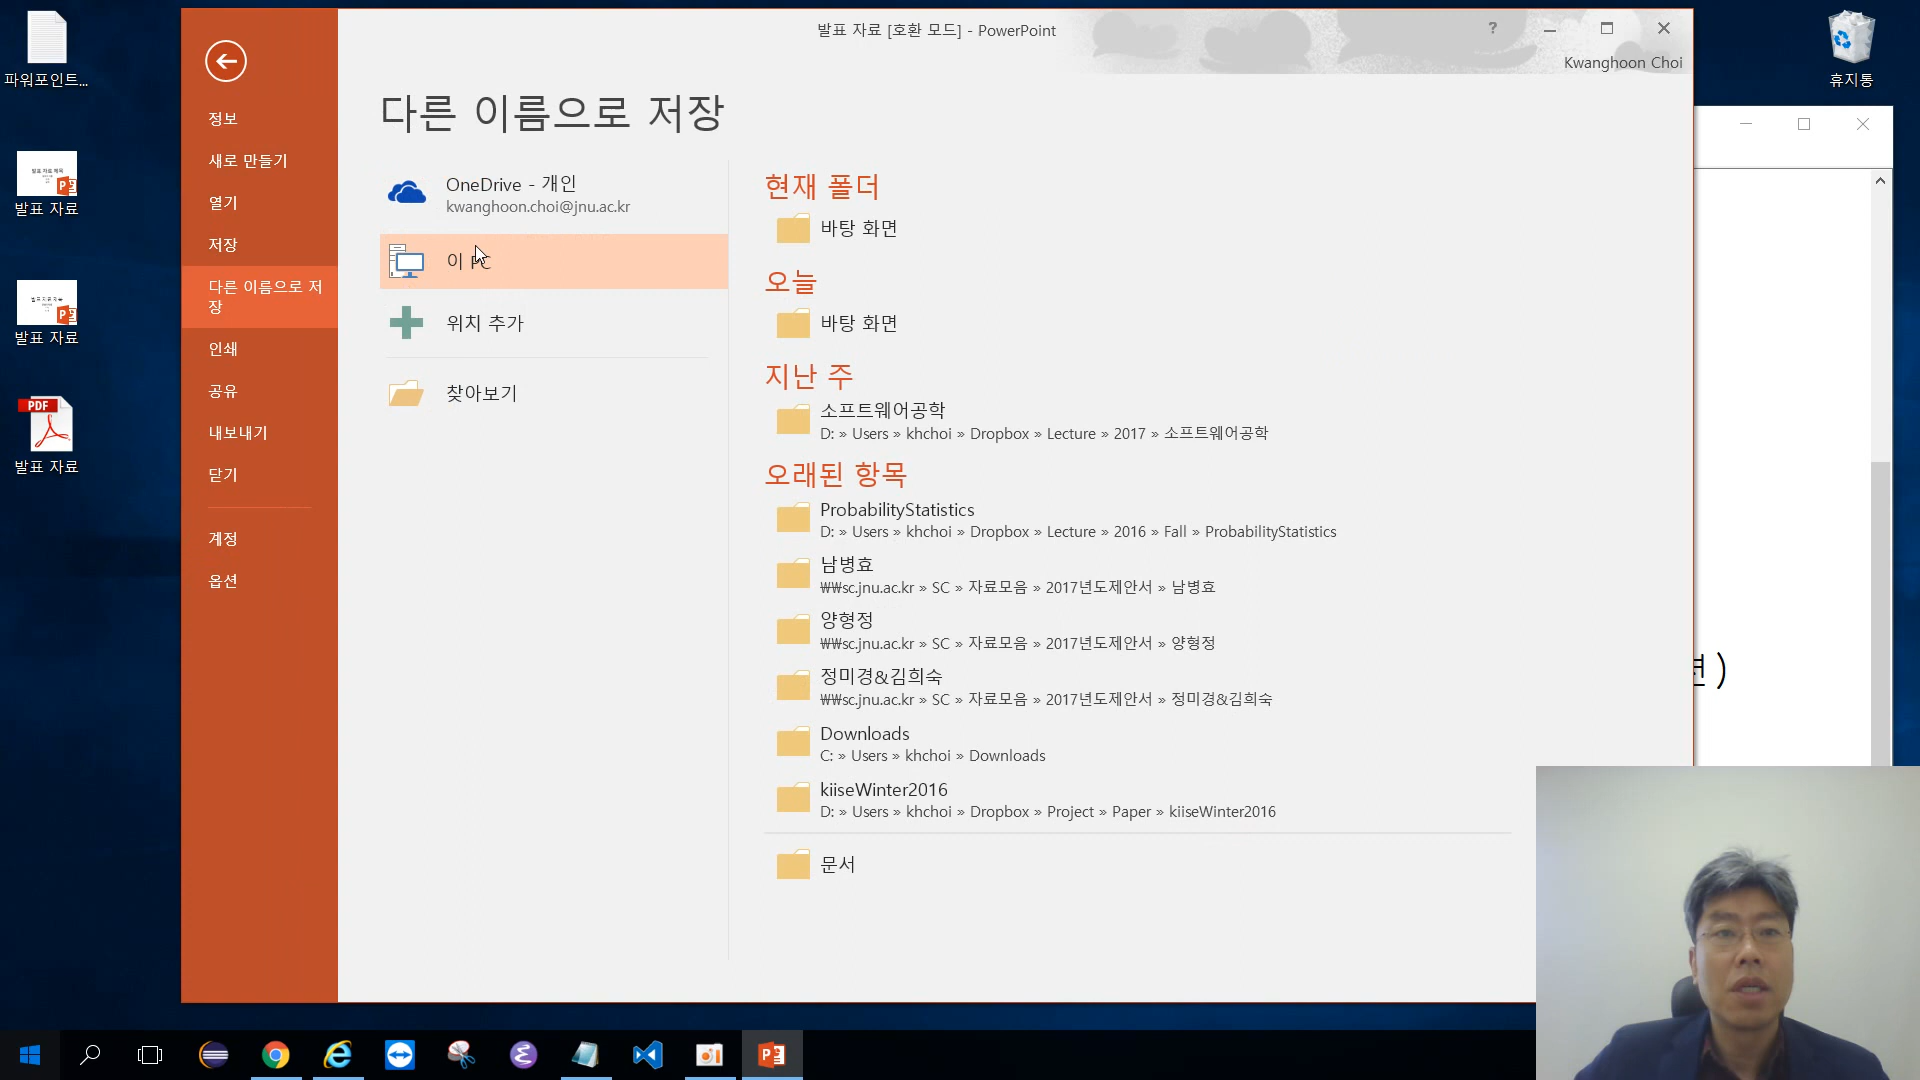 파워포인트...
발표 자료
발표 자료
PDF
발표 자료
휴지통
발표 자료 [호환 모드] - PowerPoint
?
Kwanghoon Choi
정보
새로 만들기
열기
저장
다른 이름으로 저
장
인쇄
공유
내보내기
닫기
계정
옵션
다른 이름으로 저장
OneDrive - 개인
kwanghoon.choi@jnu.ac.kr
이 PC
위치 추가
찾아보기
현재 폴더
바탕 화면
오늘
바탕 화면
지난 주
소프트웨어공학
D: » Users » khchoi » Dropbox » Lecture » 2017 » 소프트웨어공학
오래된 항목
ProbabilityStatistics
D: » Users » khchoi » Dropbox » Lecture » 2016 » Fall » ProbabilityStatistics
남병효
₩₩sc.jnu.ac.kr » SC » 자료모음 » 2017년도제안서 » 남병효
양형정
₩₩sc.jnu.ac.kr » SC » 자료모음 » 2017년도제안서 » 양형정
정미경&김희숙
₩₩sc.jnu.ac.kr » SC » 자료모음 » 2017년도제안서 » 정미경&김희숙
Downloads
C: » Users » khchoi » Downloads
kiiseWinter2016
D: » Users » khchoi » Dropbox » Project » Paper » kiiseWinter2016
문서